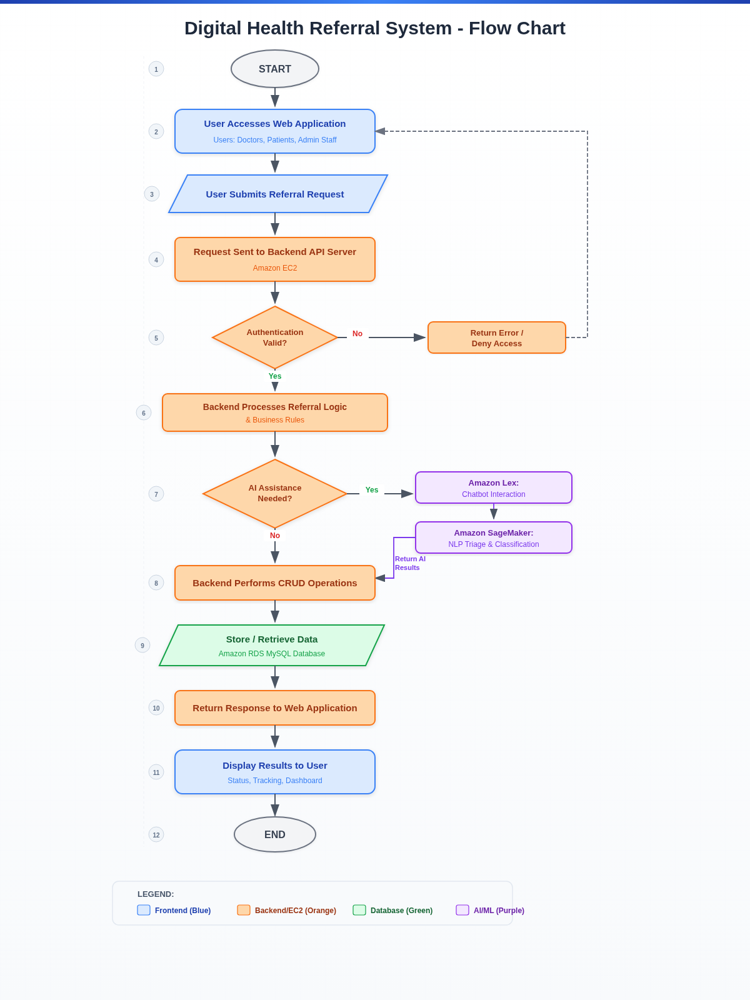 Digital Health Referral System - Flow Chart
1
START
2
User Accesses Web Application
Users: Doctors, Patients, Admin Staff
3
User Submits Referral Request
4
Request Sent to Backend API Server
Amazon EC2
5
Authentication
Valid?
No
Return Error /
Deny Access
Yes
6
Backend Processes Referral Logic
& Business Rules
7
AI Assistance
Needed?
Yes
Amazon Lex:
Chatbot Interaction
Amazon SageMaker:
NLP Triage & Classification
No
Return AI
Results
8
Backend Performs CRUD Operations
9
Store / Retrieve Data
Amazon RDS MySQL Database
10
Return Response to Web Application
11
Display Results to User
Status, Tracking, Dashboard
12
END
LEGEND:
Frontend (Blue)
Backend/EC2 (Orange)
Database (Green)
AI/ML (Purple)